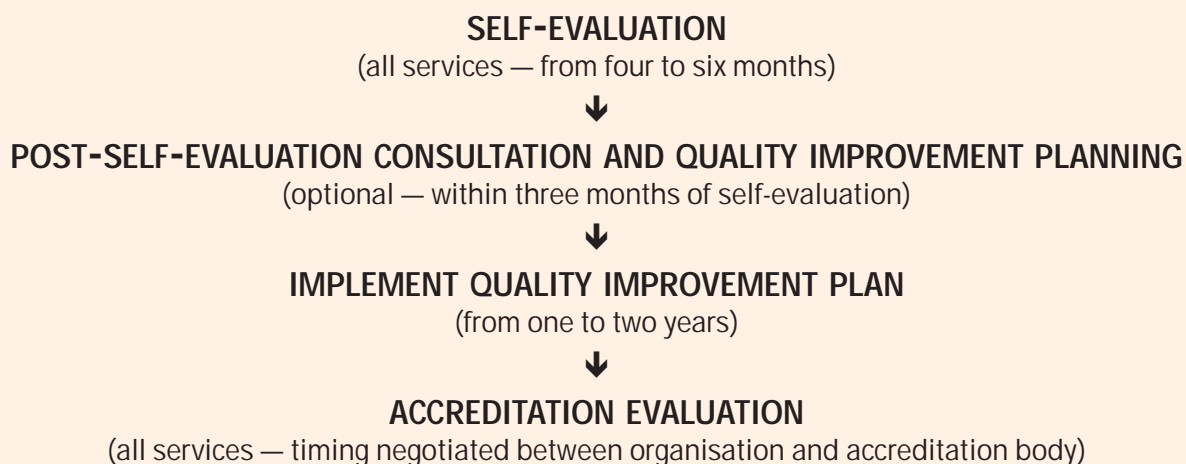 SELF-EVALUATION
(all services — from four to six months)
POST-SELF-EVALUATION CONSULTATION AND QUALITY IMPROVEMENT PLANNING
(optional — within three months of self-evaluation)
IMPLEMENT QUALITY IMPROVEMENT PLAN
(from one to two years)
ACCREDITATION EVALUATION
(all services — timing negotiated between organisation and accreditation body)